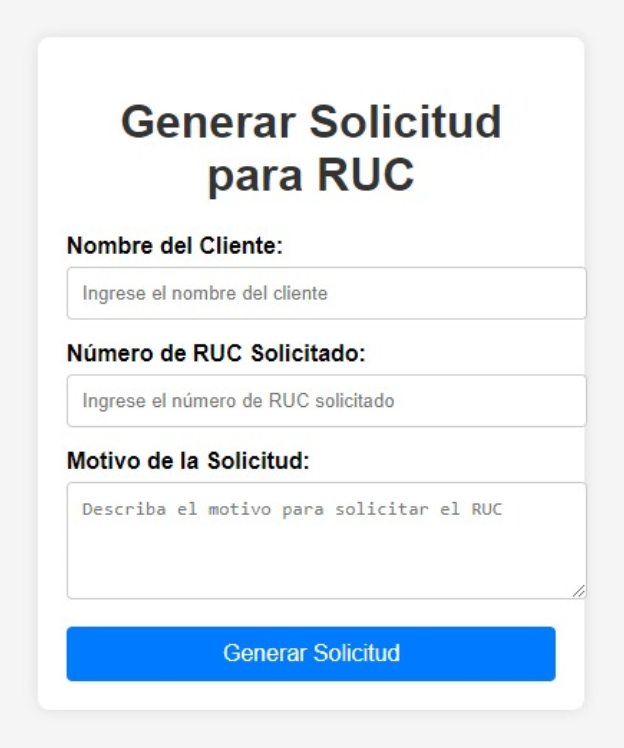 Generar Solicitud
para RUC
Nombre del Cliente:
Ingrese el nombre del cliente
Número de RUC Solicitado:
Ingrese el número de RUC solicitado
Motivo de la Solicitud:
Describa el motivo para solicitar el RUC
Generar Solicitud